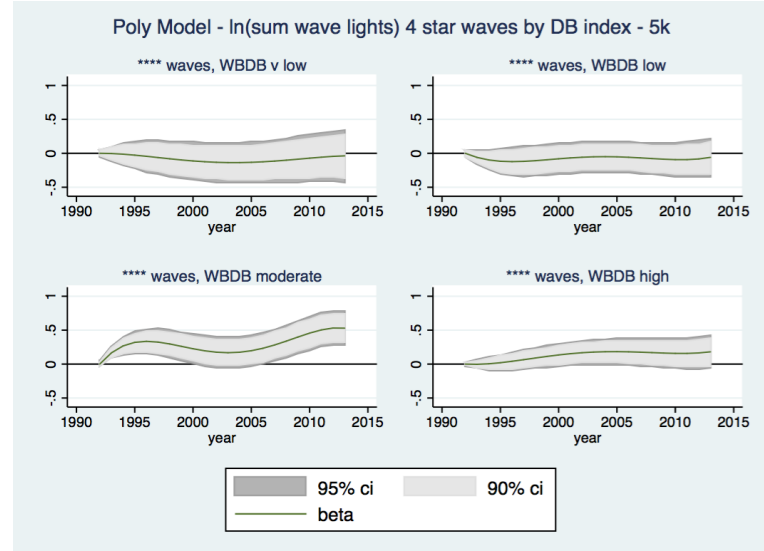 Poly Model - ln(sum wave lights) 4 star waves by DB index - 5k
**** waves, WBDB v low
1
.5
0
-.5
1990 1995 2000 2005 2010 2015
year
**** waves, WBDB low
1
.5
0
-.5
1990 1995 2000 2005 2010 2015
year
**** waves, WBDB moderate
1
.5
0
-.5
1990 1995 2000 2005 2010 2015
year
**** waves, WBDB high
1
.5
0
-.5
1990 1995 2000 2005 2010 2015
year
95% ci 90% ci
beta